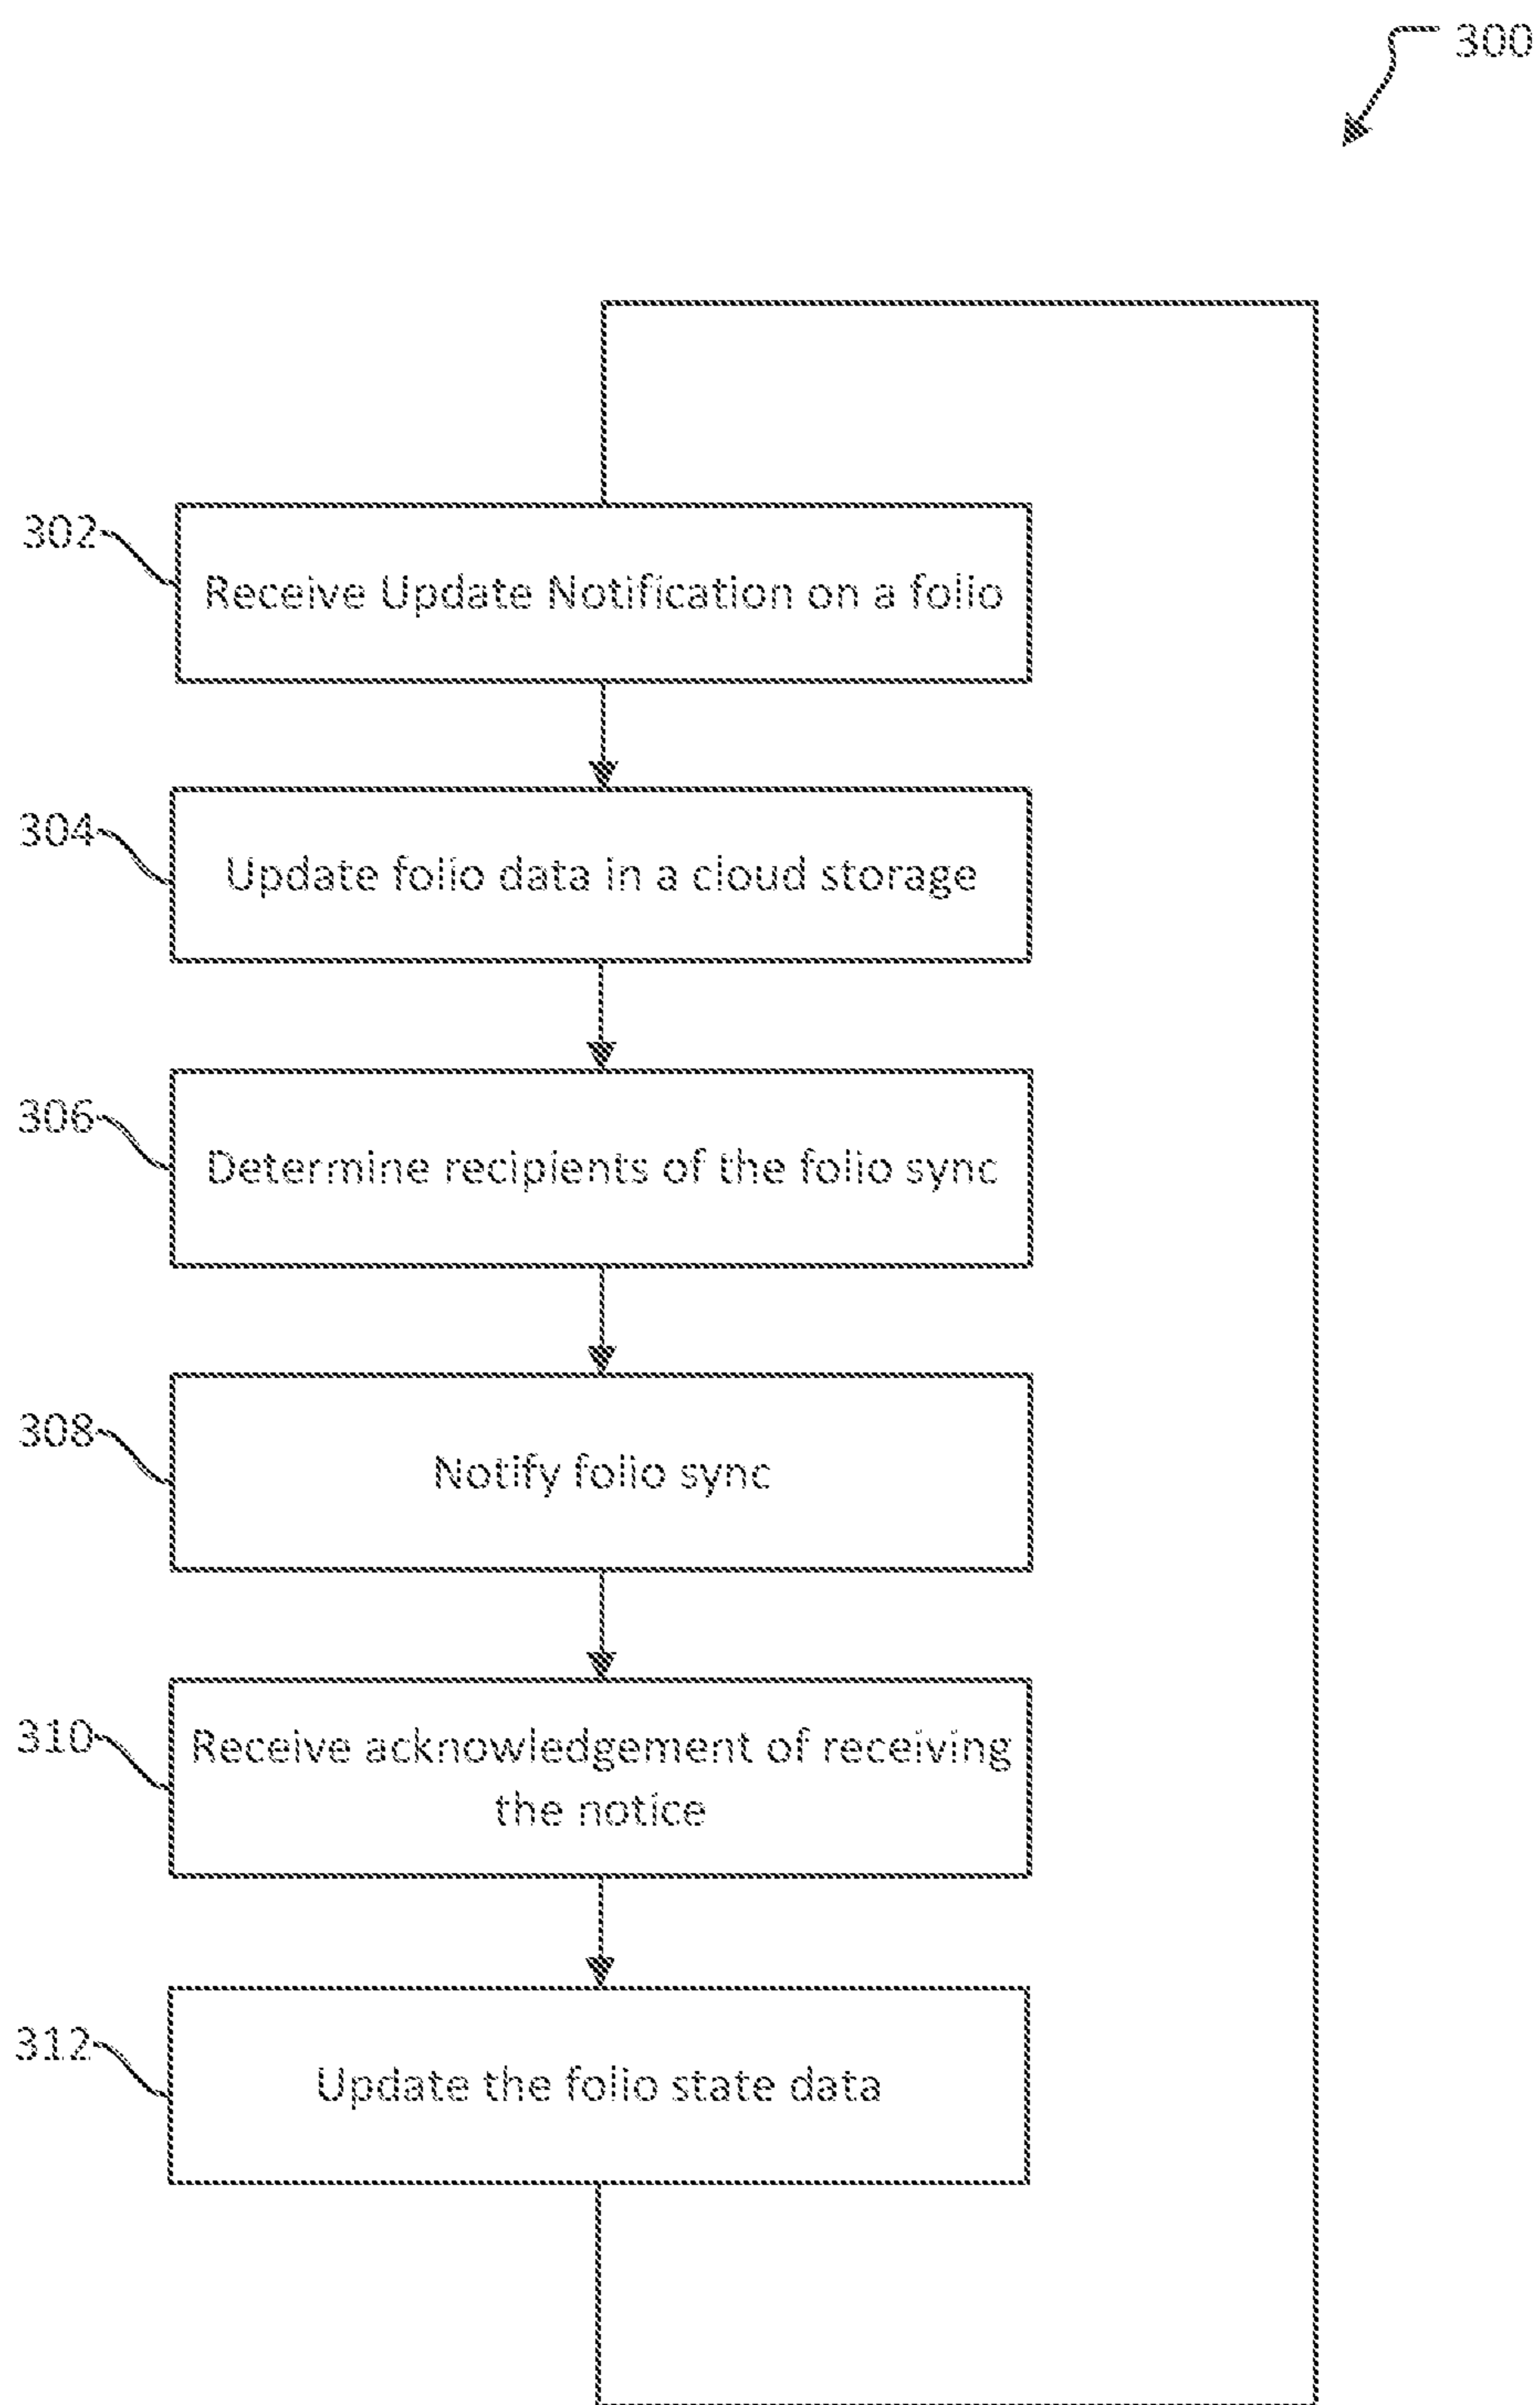 300
302
Receive Update Notification on a folio
304
Update folio data in a cloud storage
306
Determine recipients of the folio sync
308
Notify folio sync
310
Receive acknowledgement of receiving
the notice
312
Update the folio state data